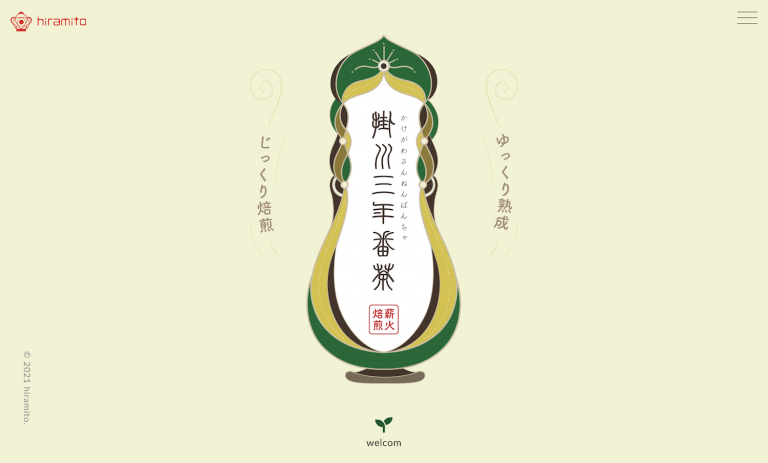 hiramito
ゆっくり熟成
かけがわさんねんばんちゃ
掛川三年番茶
薪火
焙煎
じっくり焙煎
© 2021 hiramito.
welcom